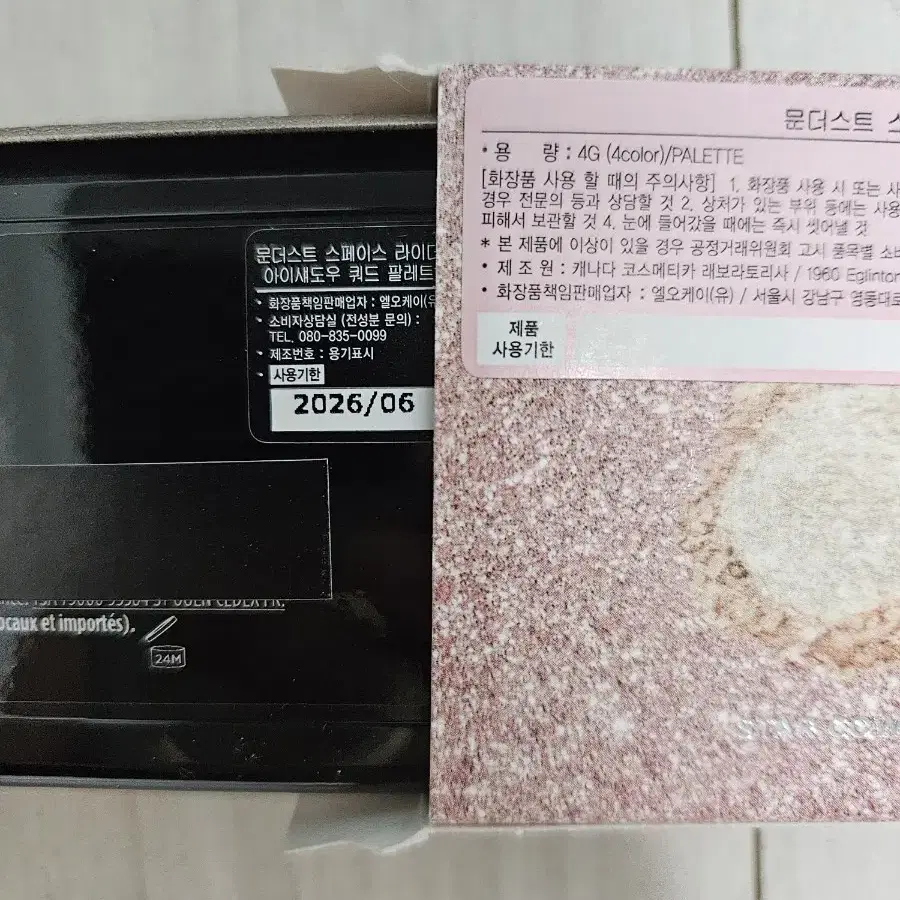 문더스트 스페이스 라이더
아이섀도우 쿼드 팔레트
• 화장품책임판매업자 : 엘오케이(유
• 소비자상담실 (전성분 문의) :
TEL. 080-835-0099
• 제조번호 : 용기표시
• 사용기한
2026/06
ocaux et importés).
24M
문더스트 스
• 용 량 : 4G (4color)/PALETTE
[화장품 사용 할 때의 주의사항] 1. 화장품 사용 시 또는 사
경우 전문의 등과 상담할 것 2. 상처가 있는 부위 등에는 사용
피해서 보관할 것 4. 눈에 들어갔을 때에는 즉시 씻어낼 것
* 본 제품에 이상이 있을 경우 공정거래위원회 고시 품목별 소비
• 제 조 원 : 캐나다 코스메티카 래보라토리사 / 1960 Eglinton
• 화장품책임판매업자 : 엘오케이(유) / 서울시 강남구 영동대로
제품
사용기한